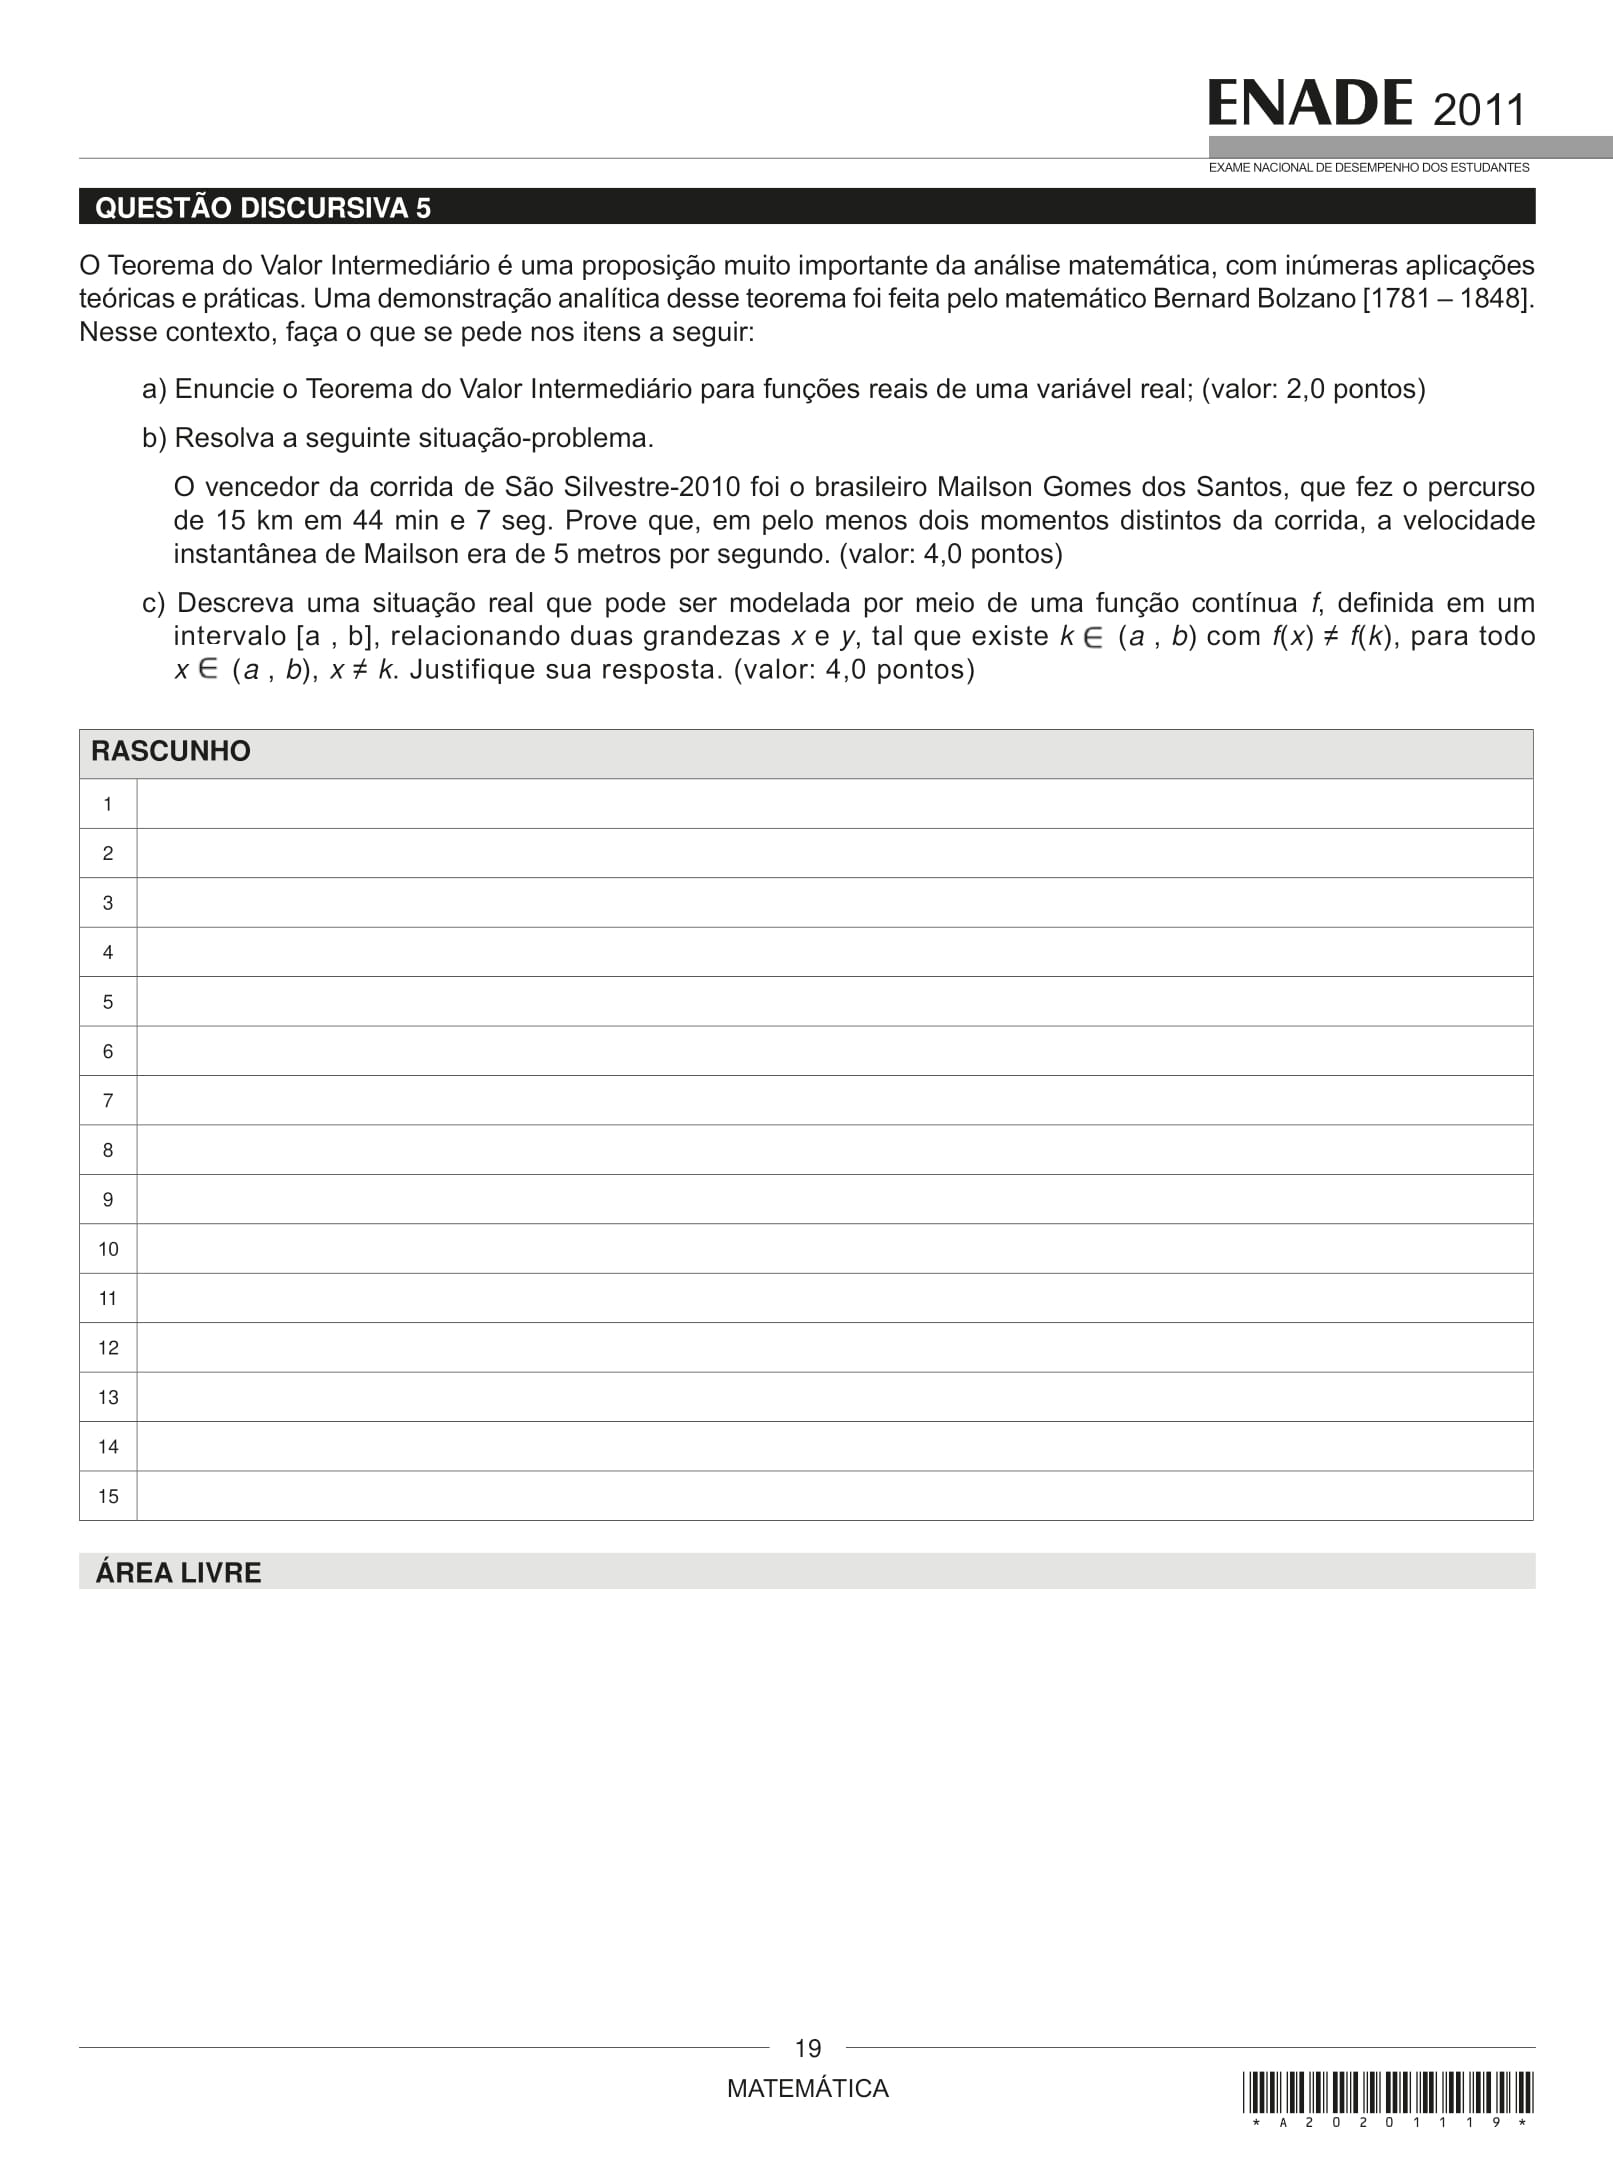 ENADE 2011
EXAME NACIONAL DE DESEMPENHO DOS ESTUDANTES
QUESTÃO DISCURSIVA 5
O Teorema do Valor Intermediário é uma proposição muito importante da análise matemática, com inúmeras aplicações
teóricas e práticas. Uma demonstração analítica desse teorema foi feita pelo matemático Bernard Bolzano [1781 – 1848].
Nesse contexto, faça o que se pede nos itens a seguir:
a) Enuncie o Teorema do Valor Intermediário para funções reais de uma variável real; (valor: 2,0 pontos)
b) Resolva a seguinte situação-problema.
O vencedor da corrida de São Silvestre-2010 foi o brasileiro Mailson Gomes dos Santos, que fez o percurso
de 15 km em 44 min e 7 seg. Prove que, em pelo menos dois momentos distintos da corrida, a velocidade
instantânea de Mailson era de 5 metros por segundo. (valor: 4,0 pontos)
c) Descreva uma situação real que pode ser modelada por meio de uma função contínua f, definida em um
intervalo [a , b], relacionando duas grandezas x e y, tal que existe k ∈ (a , b) com f(x) ≠ f(k), para todo
x ∈ (a , b), x ≠ k. Justifique sua resposta. (valor: 4,0 pontos)
RASCUNHO
1
2
3
4
5
6
7
8
9
10
11
12
13
14
15
ÁREA LIVRE
19
MATEMÁTICA
* A 2 0 2 0 1 1 1 9 *